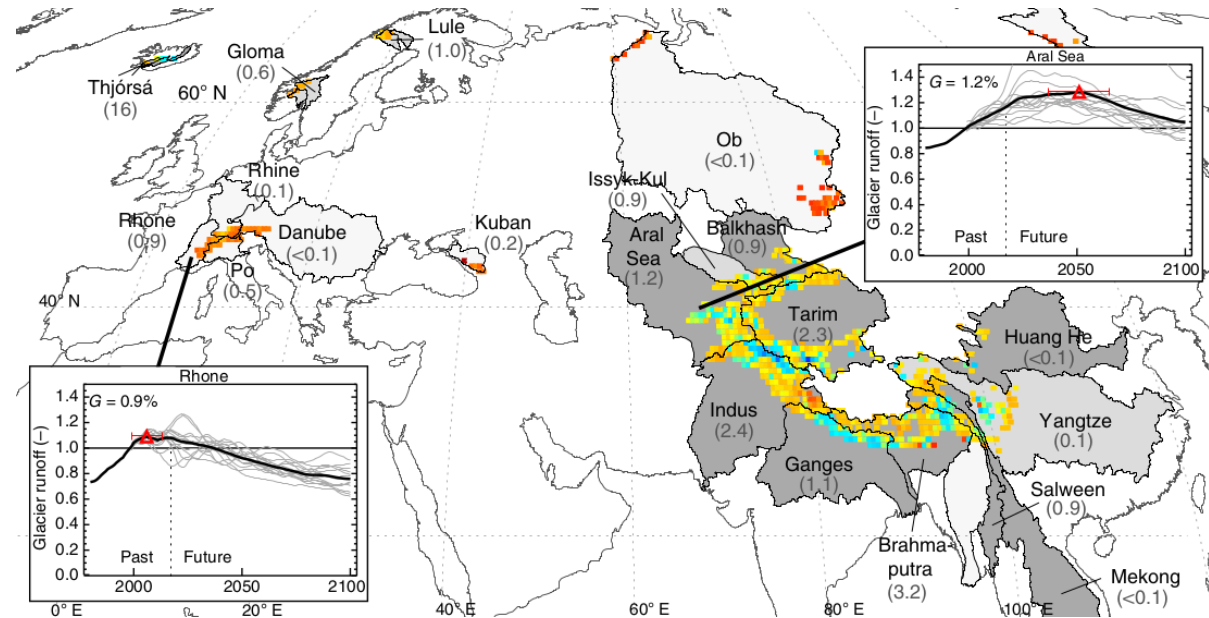 Lule
(1.0)
Gloma
(0.6)
Thjórsá
(16)
60° N
Rhine
(0.1)
Rhône
(0.9)
Danube
(<0.1)
Po
(0.5)
Kuban
(0.2)
40° N
Ob
(<0.1)
Issyk-Kul
(0.9)
Balkhash
(0.9)
Aral
Sea
(1.2)
Tarim
(2.3)
Huang He
(<0.1)
Indus
(2.4)
Yangtze
(0.1)
Ganges
(1.1)
Salween
(0.9)
Brahma-
putra
(3.2)
Mekong
(<0.1)
Aral Sea
G = 1.2%
Glacier runoff (–)
1.4
1.2
1.0
0.8
0.6
0.4
0.2
0.0
Past
Future
2000
2050
2100
Rhone
G = 0.9%
Glacier runoff (–)
1.4
1.2
1.0
0.8
0.6
0.4
0.2
0.0
Past
Future
2000
2050
2100
0° E
20° E
40° E
60° E
80° E
100° E